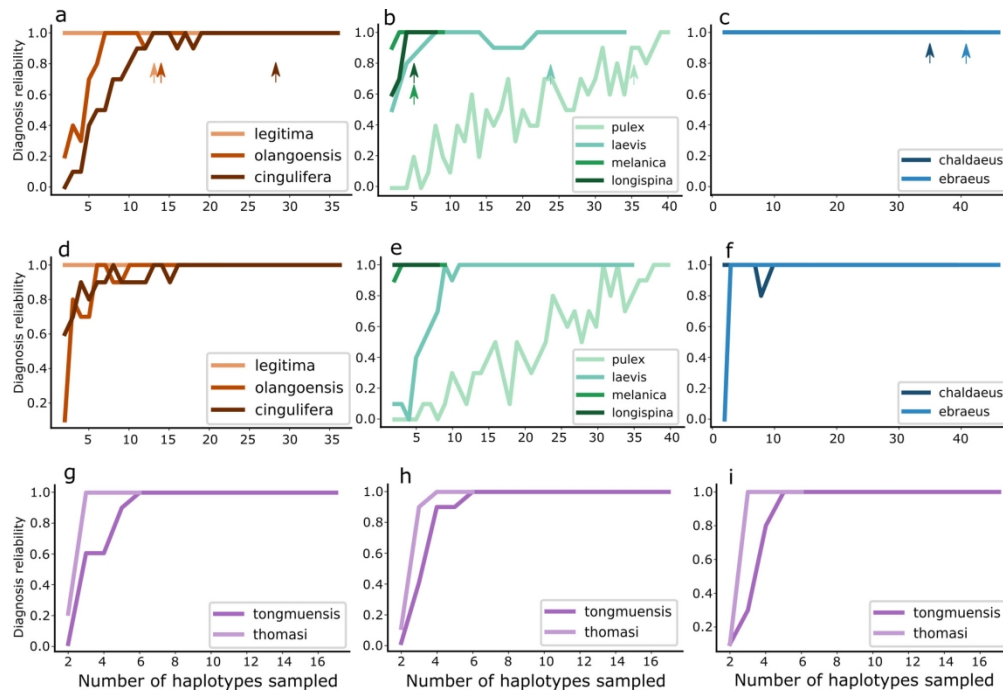 a
b
c
Diagnosis reliability
1.0
0.8
0.6
0.4
0.2
0.0
5 10 15 20 25 30 35
legitima
olangoensis
cingulifera
1.0
0.8
0.6
0.4
0.2
0.0
5 10 15 20 25 30 35 40
pulex
laevis
melanica
longispina
1.0
0.8
0.6
0.4
0.2
0.0
0 10 20 30 40
chaldaeus
ebraeus
d
e
f
Diagnosis reliability
1.0
0.8
0.6
0.4
0.2
5 10 15 20 25 30 35
legitima
olangoensis
cingulifera
1.0
0.8
0.6
0.4
0.2
0.0
5 10 15 20 25 30 35 40
pulex
laevis
melanica
longispina
1.0
0.8
0.6
0.4
0.2
0.0
0 10 20 30 40
chaldaeus
ebraeus
g
h
i
Diagnosis reliability
1.0
0.8
0.6
0.4
0.2
0.0
2 4 6 8 10 12 14 16
tongmuensis
thomasi
Number of haplotypes sampled
1.0
0.8
0.6
0.4
0.2
0.0
2 4 6 8 10 12 14 16
tongmuensis
thomasi
Number of haplotypes sampled
1.0
0.8
0.6
0.4
0.2
2 4 6 8 10 12 14 16
tongmuensis
thomasi
Number of haplotypes sampled